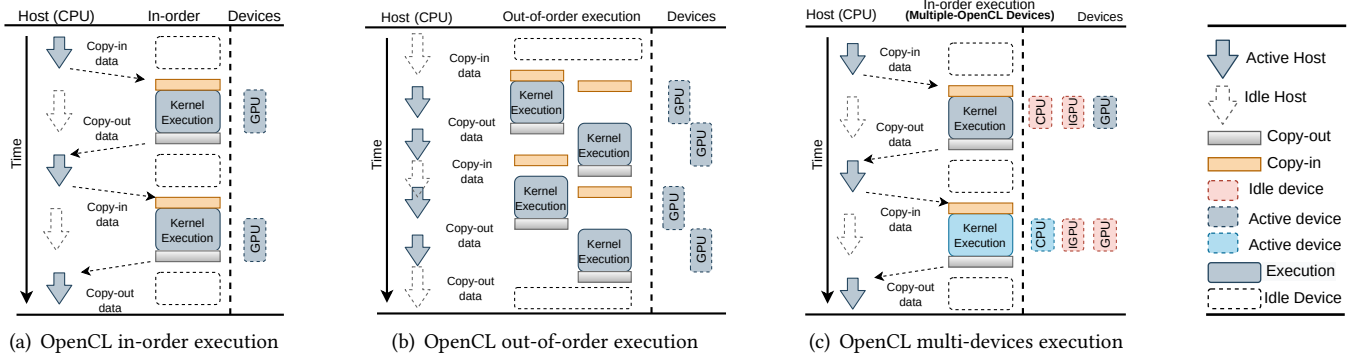 Host (CPU)
In-order
Devices
Copy-in
data
Kernel
Execution
GPU
Copy-out
data
Time
Copy-in
data
Kernel
Execution
GPU
Copy-out
data
(a) OpenCL in-order execution
Host (CPU)
Out-of-order execution
Devices
Copy-in
data
Kernel
Execution
GPU
Copy-out
data
Kernel
Execution
GPU
Time
Copy-in
data
Kernel
Execution
GPU
Copy-out
data
Kernel
Execution
GPU
Copy-out
data
(b) OpenCL out-of-order execution
In-order execution
Host (CPU)
(Multiple-OpenCL Devices)
Devices
Copy-in
data
Kernel
Execution
CPU
IGPU
GPU
Copy-out
data
Time
Copy-in
data
Kernel
Execution
CPU
IGPU
GPU
Copy-out
data
(c) OpenCL multi-devices execution
Active Host
Idle Host
Copy-out
Copy-in
Idle device
Active device
Active device
Execution
Idle Device